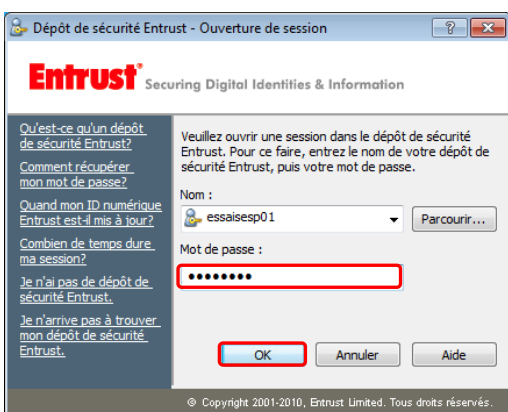 Dépôt de sécurité Entrust - Ouverture de session
Entrust Securing Digital Identities & Information
Qu'est-ce qu'un dépôt
de sécurité Entrust?
Comment récupérer
mon mot de passe?
Quand mon ID numérique
Entrust est-il mis à jour?
Combien de temps dure
ma session?
Je n'ai pas de dépôt de
sécurité Entrust.
Je n'arrive pas à trouver
mon dépôt de sécurité
Entrust.
Veuillez ouvrir une session dans le dépôt de sécurité
Entrust. Pour ce faire, entrez le nom de votre dépôt de
sécurité Entrust, puis votre mot de passe.
Nom :
essaisesp01
Parcourir...
Mot de passe :
••••••••
OK Annuler Aide
© Copyright 2001-2010, Entrust Limited. Tous droits réservés.